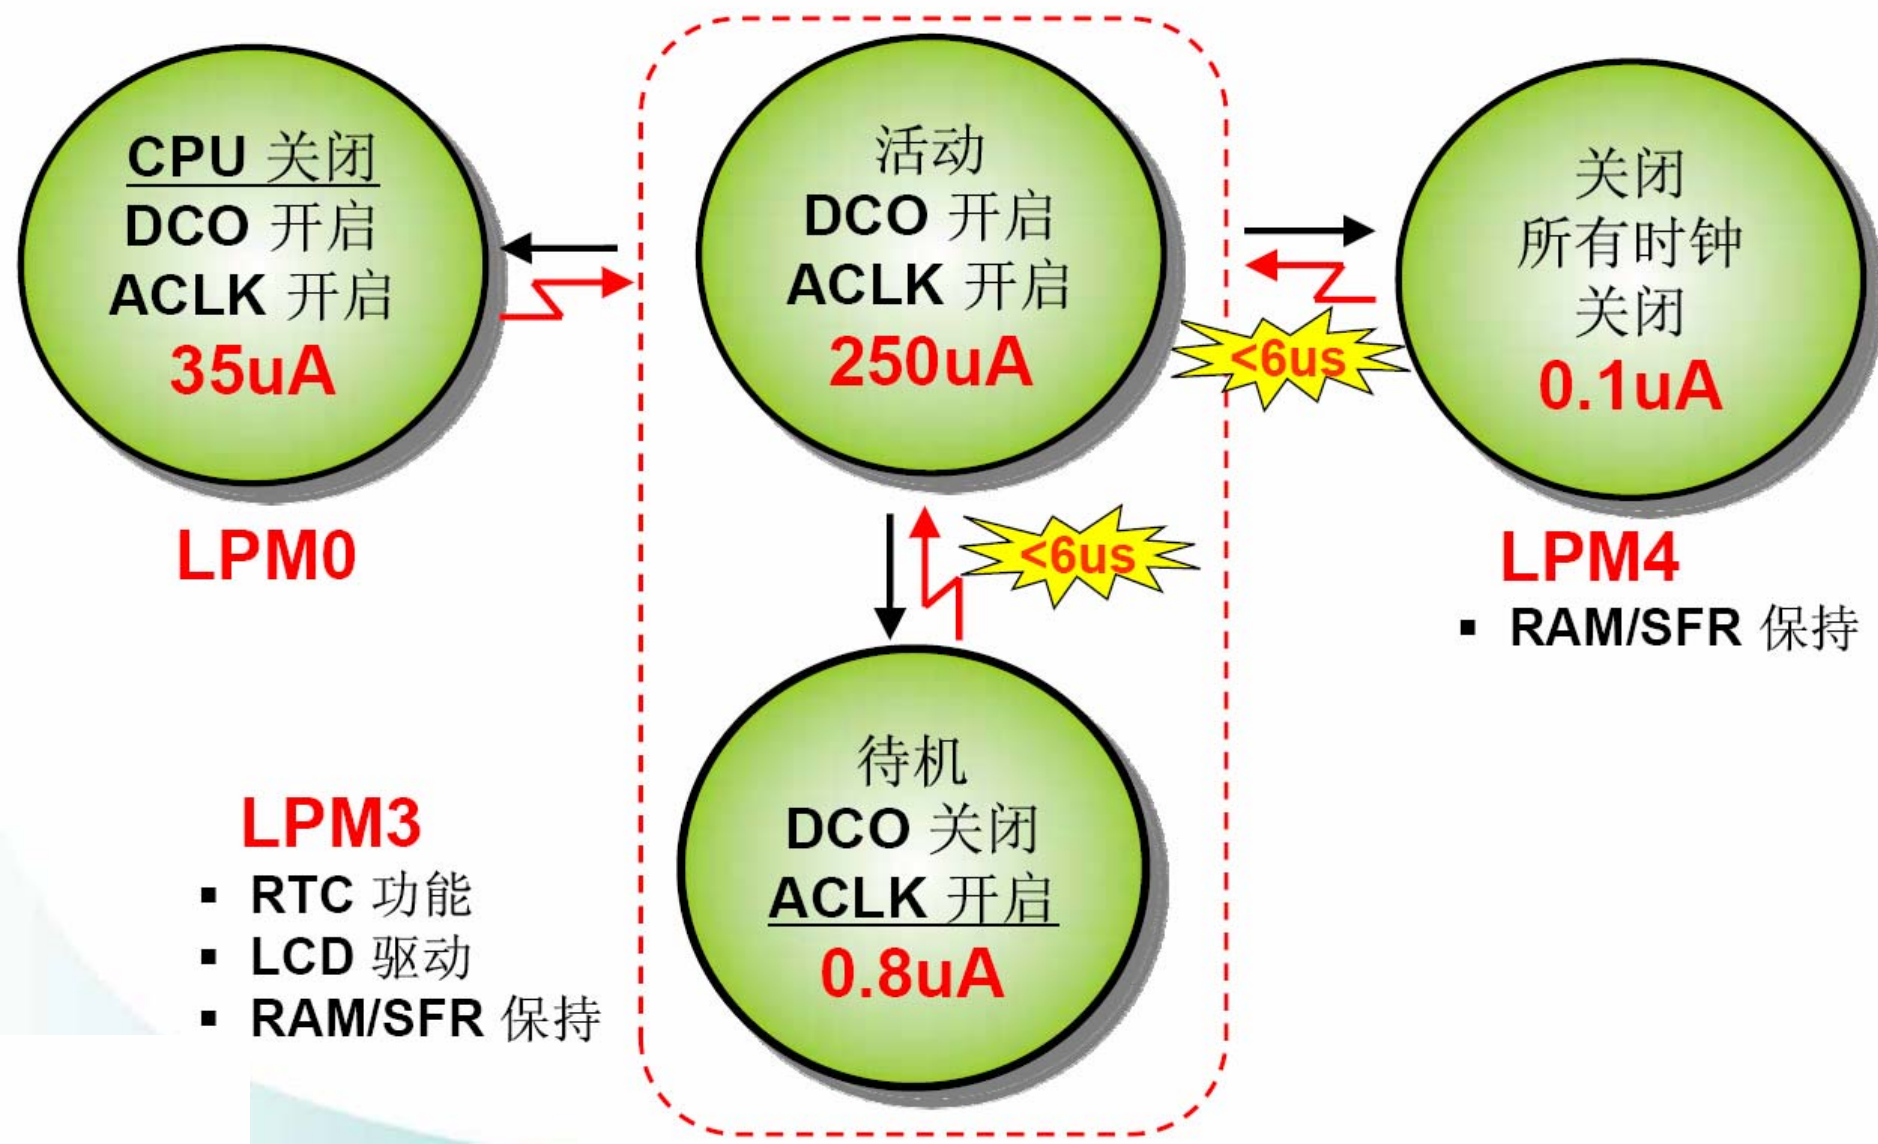 CPU 关闭
DCO 开启
ACLK 开启
35uA
LPM0
活动
DCO 开启
ACLK 开启
250uA
<6us
关闭
所有时钟
关闭
0.1uA
LPM4
▪ RAM/SFR 保持
<6us
待机
DCO 关闭
ACLK 开启
0.8uA
LPM3
▪ RTC 功能
▪ LCD 驱动
▪ RAM/SFR 保持